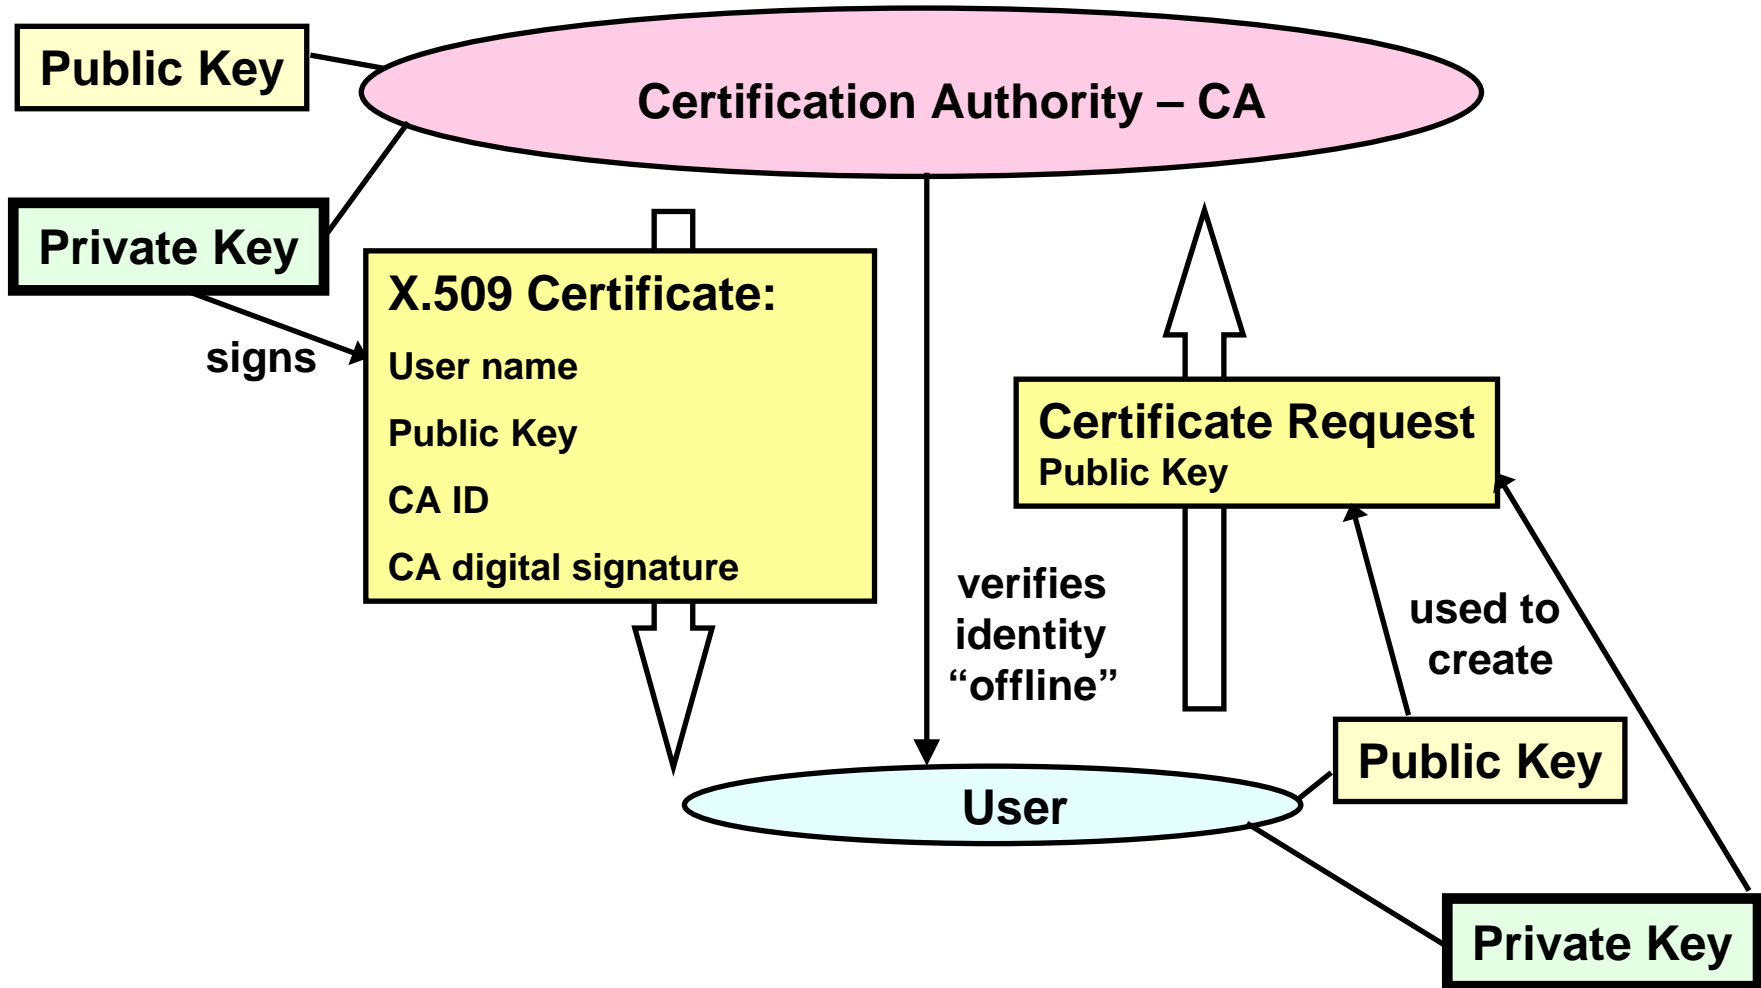 Public Key
Certification Authority – CA
Private Key
signs
X.509 Certificate:
User name
Public Key
CA ID
CA digital signature
verifies
identity
“offline”
Certificate Request
Public Key
used to
create
Public Key
User
Private Key